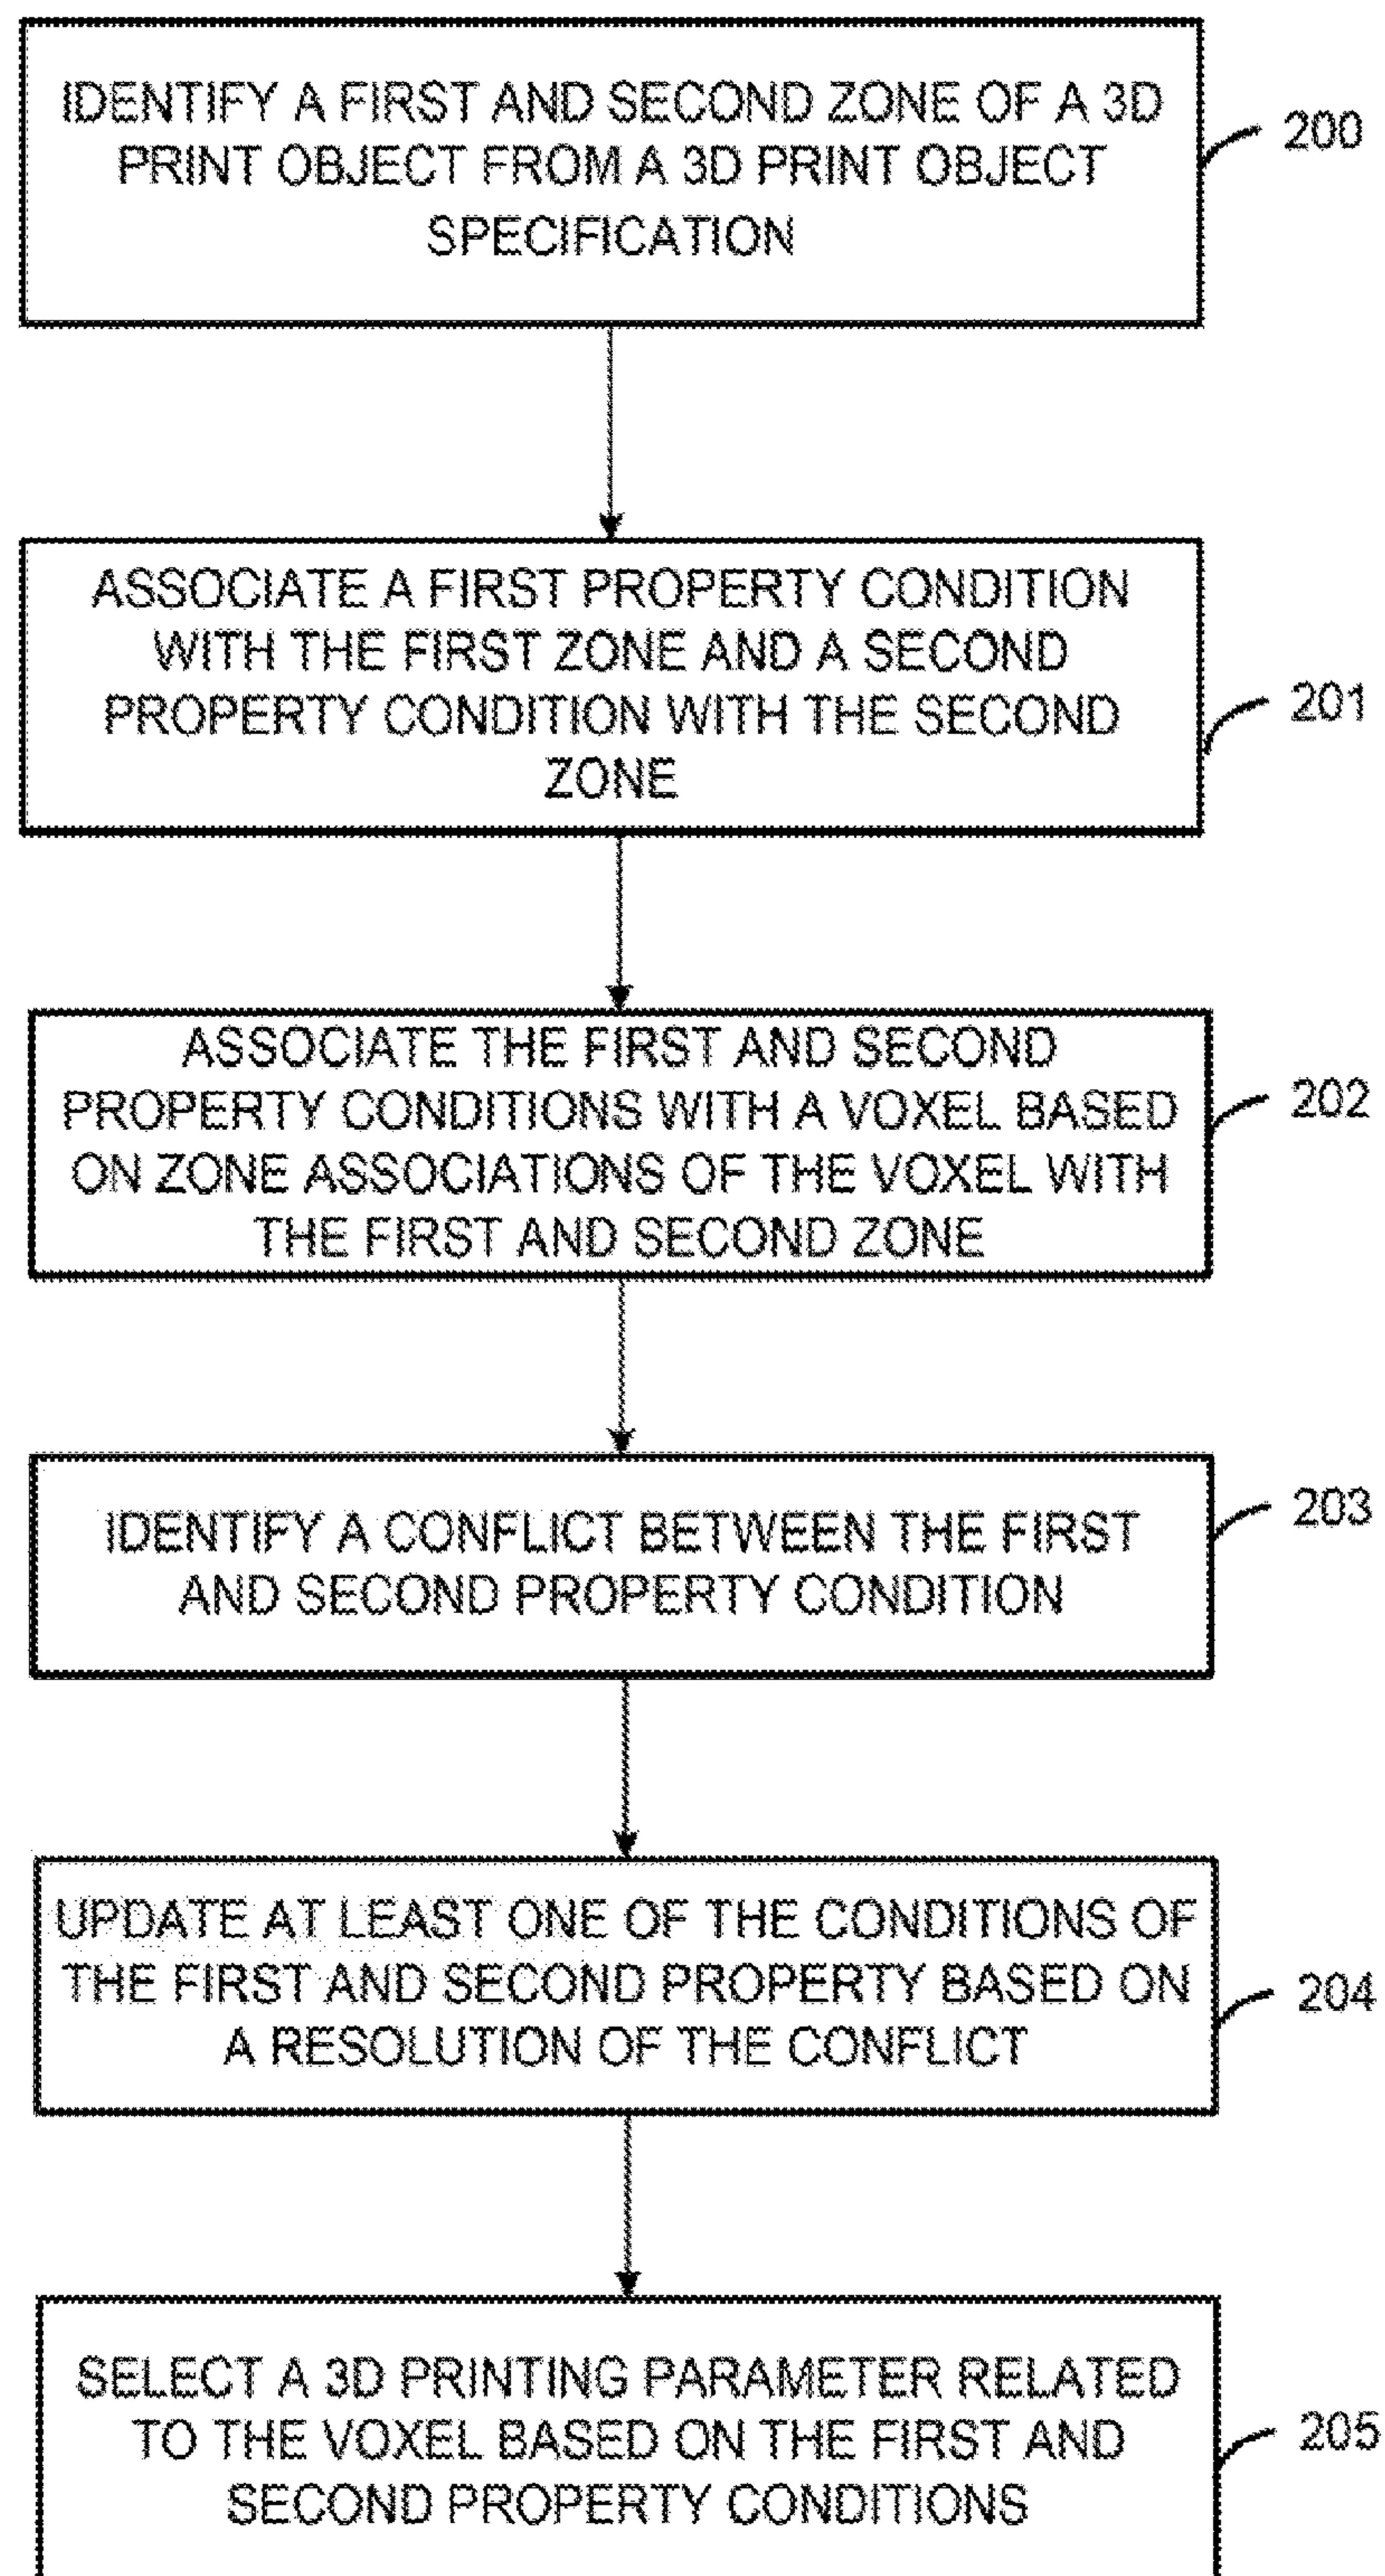 IDENTIFY A FIRST AND SECOND ZONE OF A 3D
PRINT OBJECT FROM A 3D PRINT OBJECT
SPECIFICATION
200
ASSOCIATE A FIRST PROPERTY CONDITION
WITH THE FIRST ZONE AND A SECOND
PROPERTY CONDITION WITH THE SECOND
ZONE
201
ASSOCIATE THE FIRST AND SECOND
PROPERTY CONDITIONS WITH A VOXEL BASED
ON ZONE ASSOCIATIONS OF THE VOXEL WITH
THE FIRST AND SECOND ZONE
202
IDENTIFY A CONFLICT BETWEEN THE FIRST
AND SECOND PROPERTY CONDITION
203
UPDATE AT LEAST ONE OF THE CONDITIONS OF
THE FIRST AND SECOND PROPERTY BASED ON
A RESOLUTION OF THE CONFLICT
204
SELECT A 3D PRINTING PARAMETER RELATED
TO THE VOXEL BASED ON THE FIRST AND
SECOND PROPERTY CONDITIONS
205